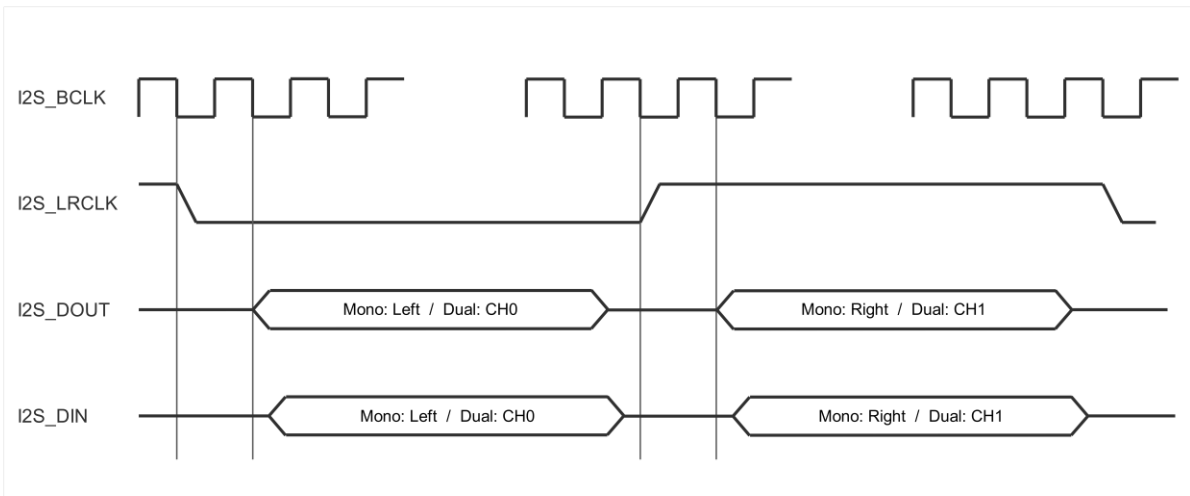 I2S_BCLK
I2S_LRCLK
I2S_DOUT
Mono: Left / Dual: CH0
Mono: Right / Dual: CH1
I2S_DIN
Mono: Left / Dual: CH0
Mono: Right / Dual: CH1